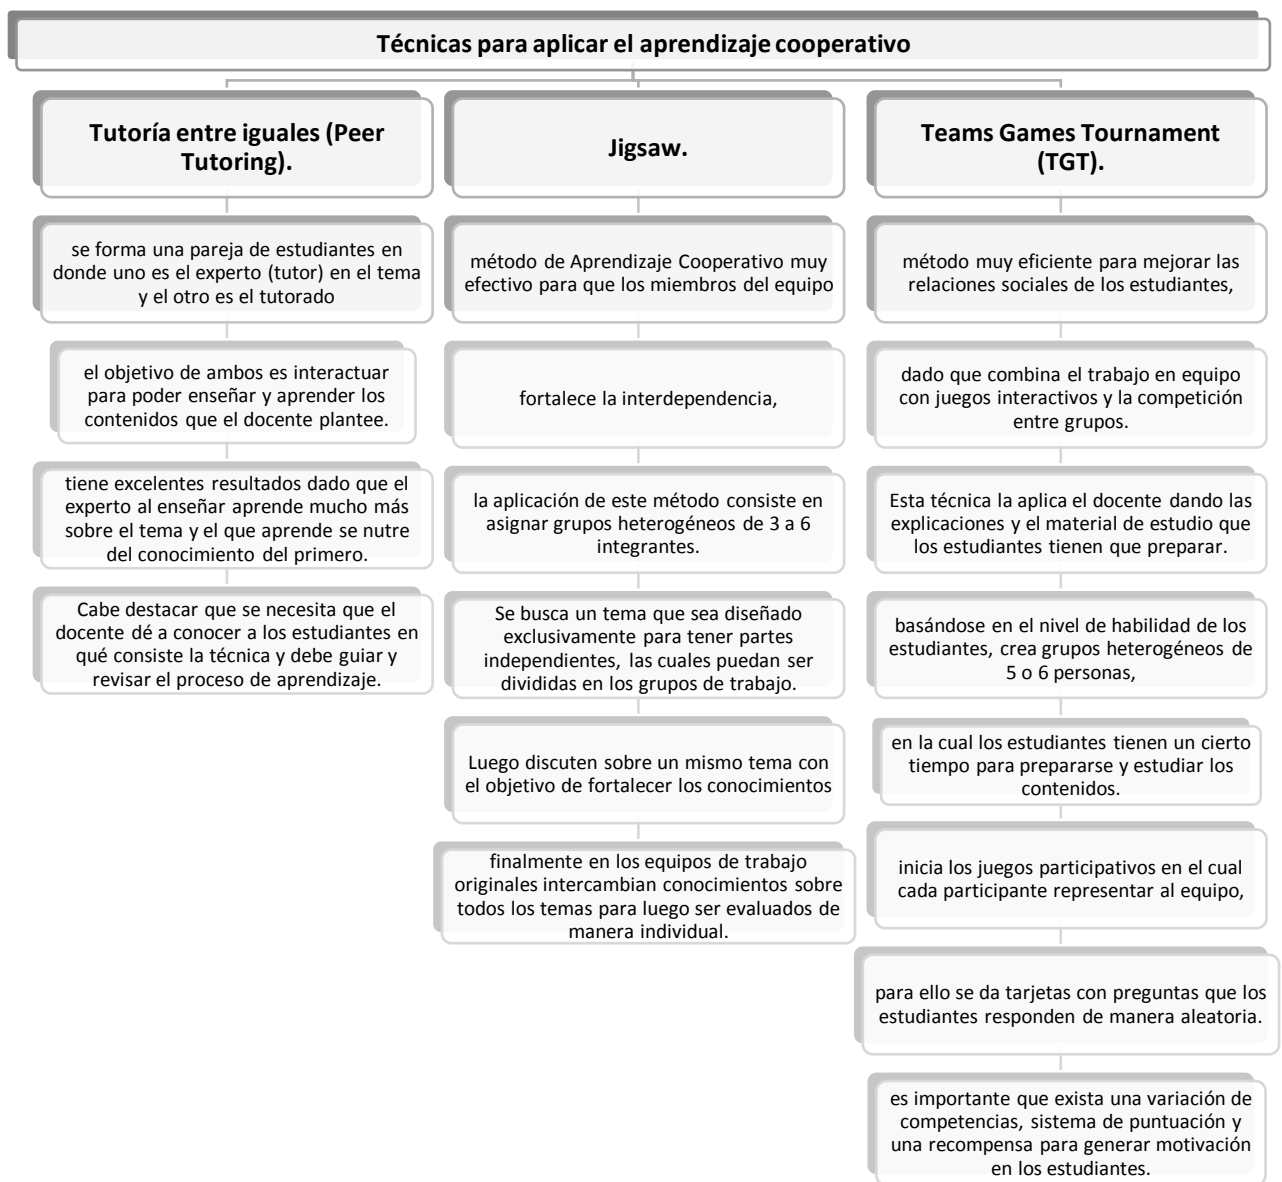 Técnicas para aplicar el aprendizaje cooperativo
Tutoría entre iguales (Peer
Tutoring).
se forma una pareja de estudiantes en
donde uno es el experto (tutor) en el tema
y el otro es el tutorado
el objetivo de ambos es interactuar
para poder enseñar y aprender los
contenidos que el docente plantee.
tiene excelentes resultados dado que el
experto al enseñar aprende mucho más
sobre el tema y el que aprende se nutre
del conocimiento del primero.
Cabe destacar que se necesita que el
docente dé a conocer a los estudiantes en
qué consiste la técnica y debe guiar y
revisar el proceso de aprendizaje.
Jigsaw.
método de Aprendizaje Cooperativo muy
efectivo para que los miembros del equipo
fortalece la interdependencia,
la aplicación de este método consiste en
asignar grupos heterogéneos de 3 a 6
integrantes.
Se busca un tema que sea diseñado
exclusivamente para tener partes
independientes, las cuales puedan ser
divididas en los grupos de trabajo.
Luego discuten sobre un mismo tema con
el objetivo de fortalecer los conocimientos
finalmente en los equipos de trabajo
originales intercambian conocimientos sobre
todos los temas para luego ser evaluados de
manera individual.
Teams Games Tournament
(TGT).
método muy eficiente para mejorar las
relaciones sociales de los estudiantes,
dado que combina el trabajo en equipo
con juegos interactivos y la competición
entre grupos.
Esta técnica la aplica el docente dando las
explicaciones y el material de estudio que
los estudiantes tienen que preparar.
basándose en el nivel de habilidad de los
estudiantes, crea grupos heterogéneos de
5 o 6 personas,
en la cual los estudiantes tienen un cierto
tiempo para prepararse y estudiar los
contenidos.
inicia los juegos participativos en el cual
cada participante representar al equipo,
para ello se da tarjetas con preguntas que los
estudiantes responden de manera aleatoria.
es importante que exista una variación de
competencias, sistema de puntuación y
una recompensa para generar motivación
en los estudiantes.